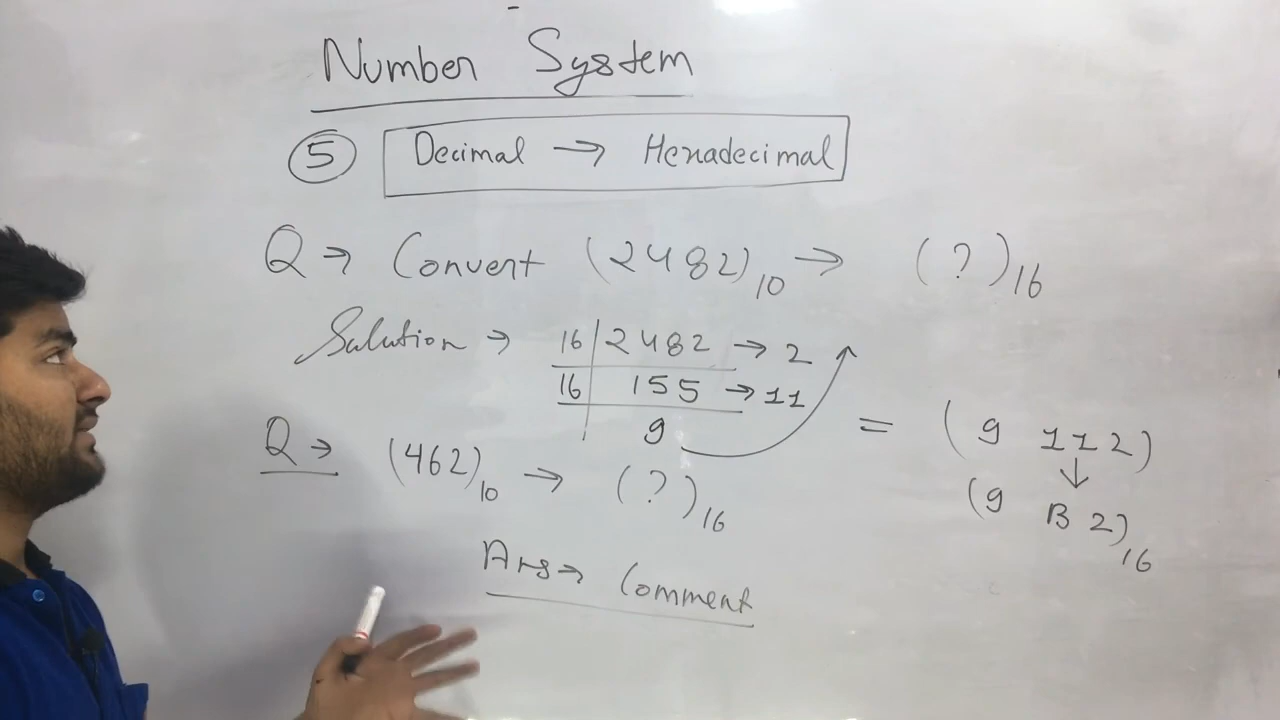 Number System
5 Decimal → Hexadecimal
Q → Convert (2482)10 → (?)16
Solution → 16 2482 → 2
16 155 → 11
9
= (9 11 2)
↓
(9 B 2)16
Q → (462)10 → (?)16
Ans → Comment